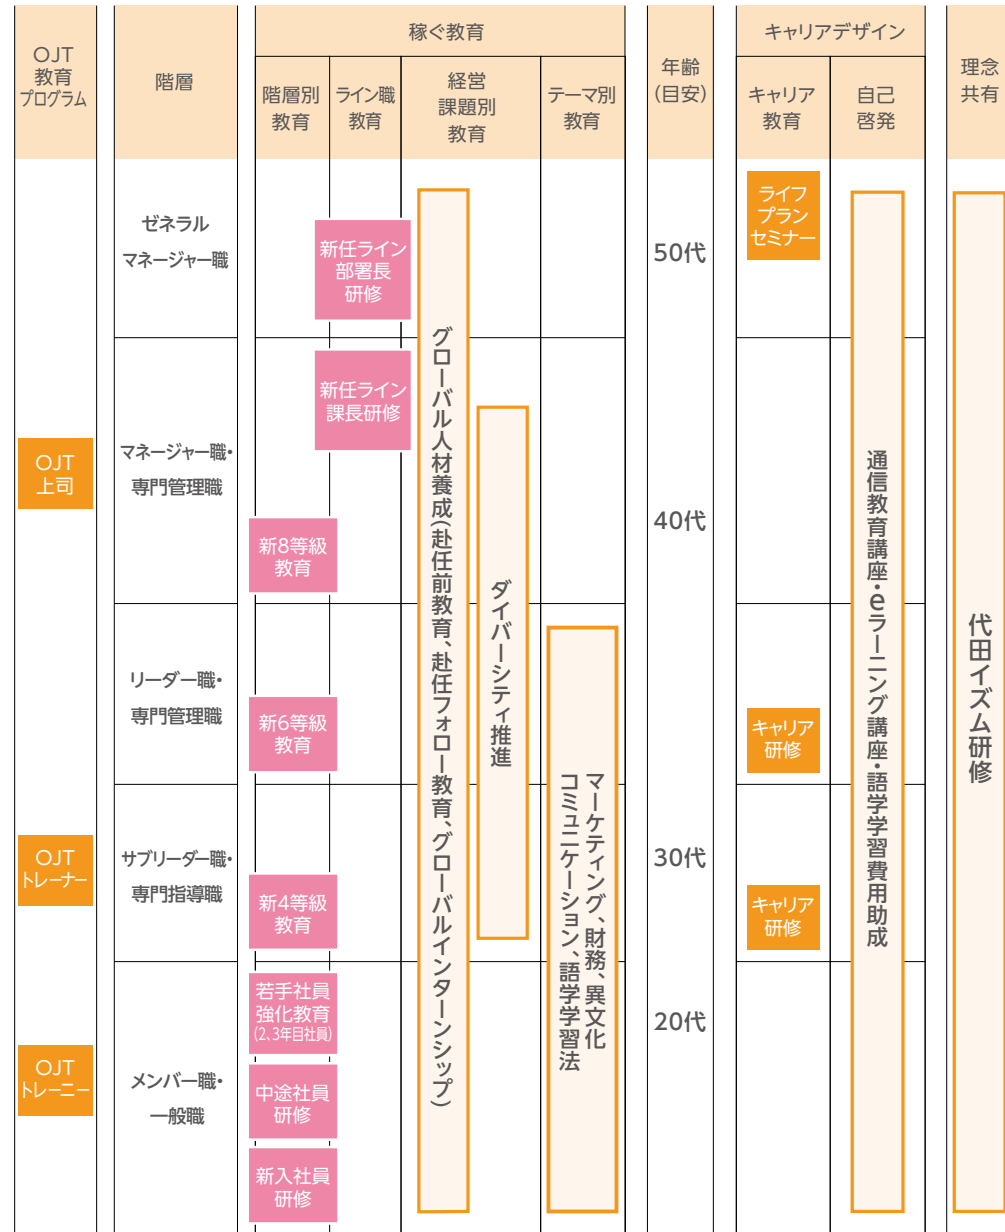 OJT
教育
プログラム
階層
稼ぐ教育
階層別
教育
ライン職
教育
経営
課題別
教育
テーマ別
教育
年齢
(目安)
キャリアデザイン
キャリア
教育
自己
啓発
理念
共有
OJT
上司
OJT
トレーナー
OJT
トレーニー
ゼネラル
マネージャー職
マネージャー職・
専門管理職
リーダー職・
専門管理職
サブリーダー職・
専門指導職
メンバー職・
一般職
新8等級
教育
新6等級
教育
新4等級
教育
若手社員
強化教育
(2、3年目社員)
中途社員
研修
新入社員
研修
新任ライン
部署長
研修
新任ライン
課長研修
グローバル人材養成(赴任前教育、赴任フォロー教育、グローバルインターンシップ)
ダイバーシティ推進
マーケティング、財務、異文化
コミュニケーション、語学学習法
50代
40代
30代
20代
ライフ
プラン
セミナー
キャリア
研修
キャリア
研修
通信教育講座・eラーニング講座・語学学習費用助成
代田イズム研修